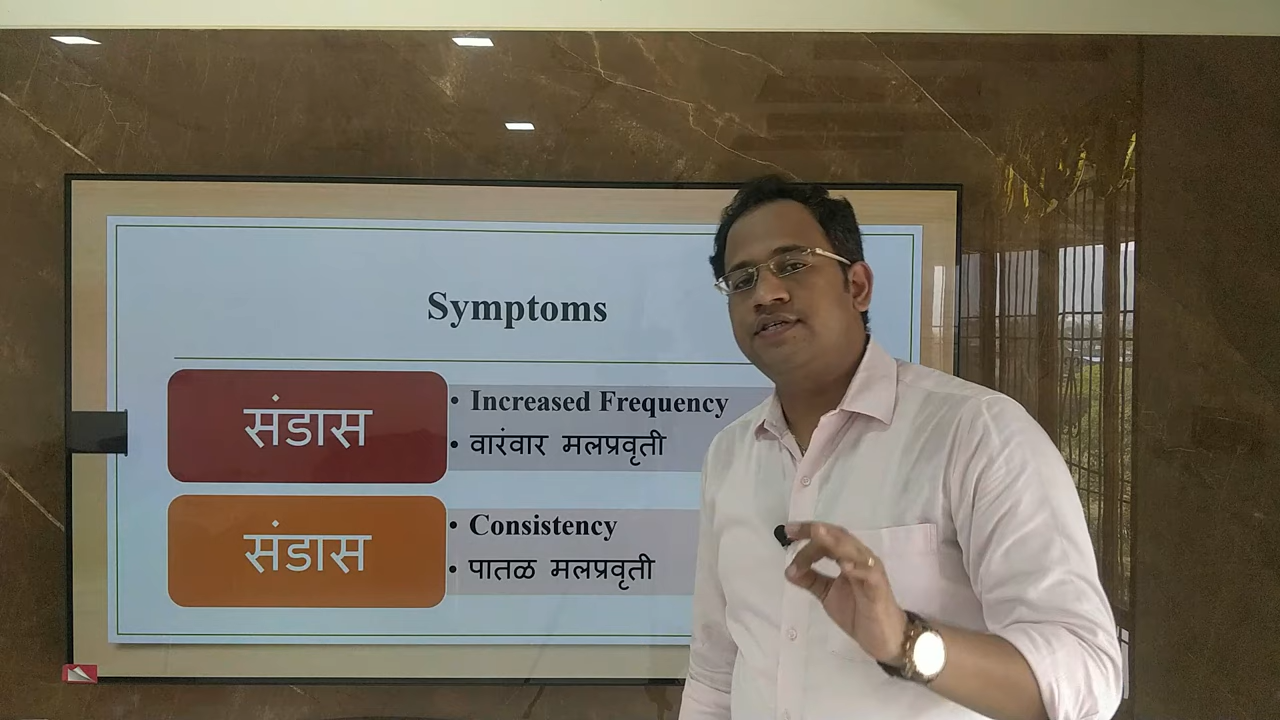 Symptoms
संडास
• Increased Frequency
• वारंवार मलप्रवृती
संडास
• Consistency
• पातळ मलप्रवृती